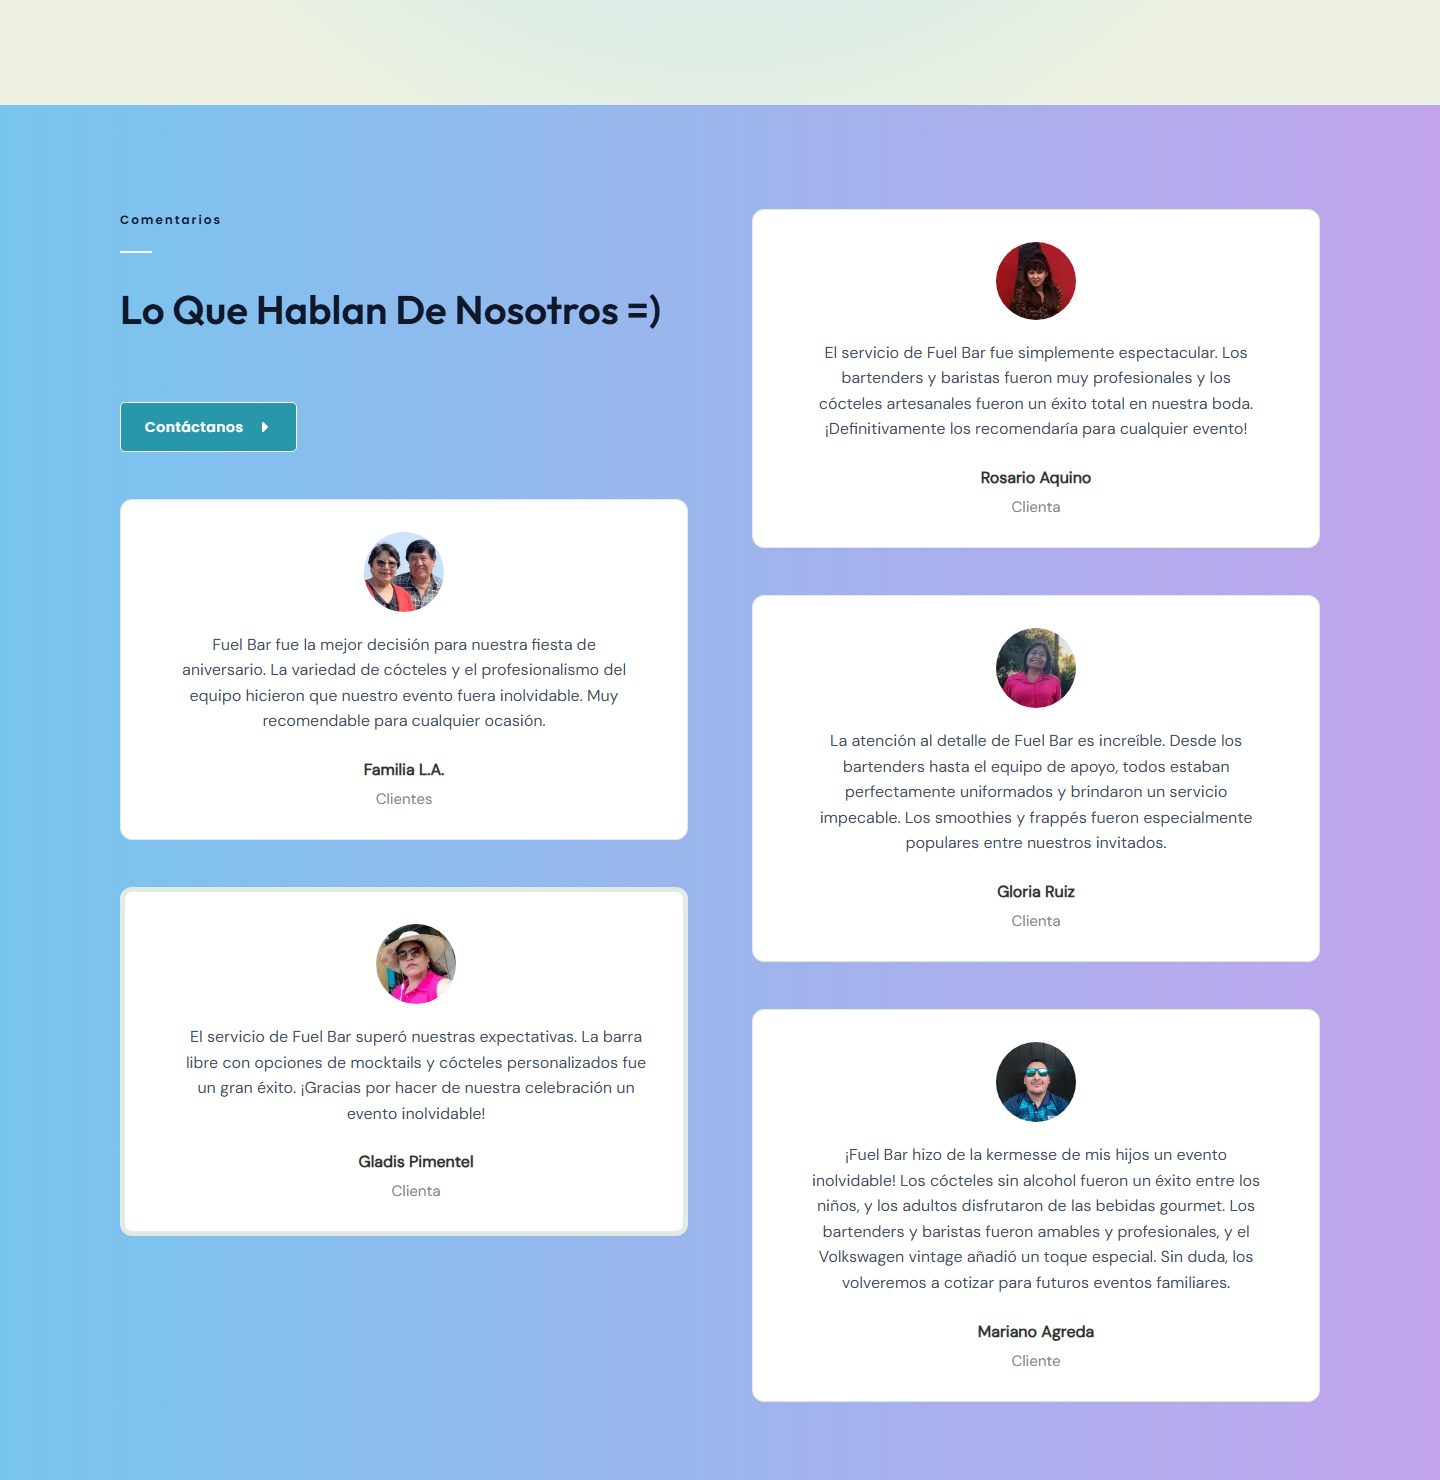 Comentarios
Lo Que Hablan De Nosotros =)
Contáctanos
Fuel Bar fue la mejor decisión para nuestra fiesta de
aniversario. La variedad de cócteles y el profesionalismo del
equipo hicieron que nuestro evento fuera inolvidable. Muy
recomendable para cualquier ocasión.
Familia L.A.
Clientes
El servicio de Fuel Bar superó nuestras expectativas. La barra
libre con opciones de mocktails y cócteles personalizados fue
un gran éxito. ¡Gracias por hacer de nuestra celebración un
evento inolvidable!
Gladis Pimentel
Clienta
El servicio de Fuel Bar fue simplemente espectacular. Los
bartenders y baristas fueron muy profesionales y los
cócteles artesanales fueron un éxito total en nuestra boda.
¡Definitivamente los recomendaría para cualquier evento!
Rosario Aquino
Clienta
La atención al detalle de Fuel Bar es increíble. Desde los
bartenders hasta el equipo de apoyo, todos estaban
perfectamente uniformados y brindaron un servicio
impecable. Los smoothies y frappés fueron especialmente
populares entre nuestros invitados.
Gloria Ruiz
Clienta
¡Fuel Bar hizo de la kermesse de mis hijos un evento
inolvidable! Los cócteles sin alcohol fueron un éxito entre los
niños, y los adultos disfrutaron de las bebidas gourmet. Los
bartenders y baristas fueron amables y profesionales, y el
Volkswagen vintage añadió un toque especial. Sin duda, los
volveremos a cotizar para futuros eventos familiares.
Mariano Agreda
Cliente